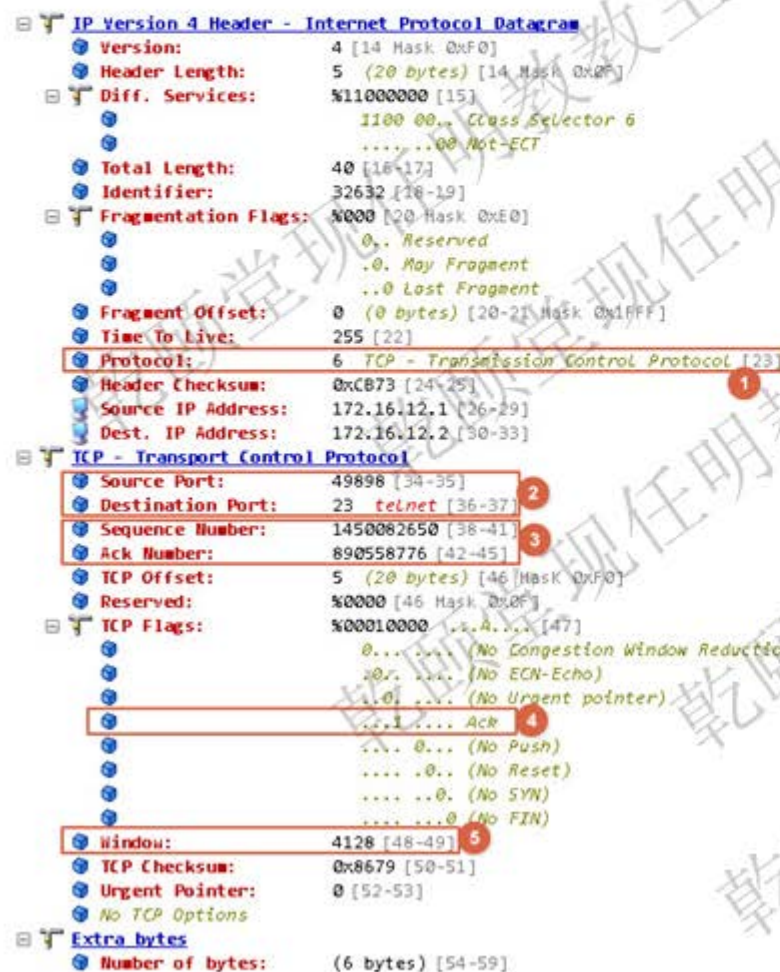 IP Version 4 Header - Internet Protocol Datagram
Version: 4 [14 Mask 0xF0]
Header Length: 5 (20 bytes) [14 Mask 0x0F]
Diff. Services: %11000000 [15]
1100 00.. Class Selector 6
.... ..00 Not-ECT
Total Length: 40 [16-17]
Identifier: 32632 [18-19]
Fragmentation Flags: %000 [20 Mask 0xE0]
0.. Reserved
.0. May Fragment
..0 Last Fragment
Fragment Offset: 0 (0 bytes) [20-21 Mask 0x1FFF]
Time To Live: 255 [22]
Protocol: 6 TCP - Transmission Control Protocol [23]
1
Header Checksum: 0xCB73 [24-25]
Source IP Address: 172.16.12.1 [26-29]
Dest. IP Address: 172.16.12.2 [30-33]
TCP - Transport Control Protocol
Source Port: 49898 [34-35]
2
Destination Port: 23 telnet [36-37]
Sequence Number: 1450082650 [38-41]
3
Ack Number: 890558776 [42-45]
TCP Offset: 5 (20 bytes) [46 Mask 0xF0]
Reserved: %0000 [46 Mask 0x0F]
TCP Flags: %00010000 ...A.... [47]
0... .... (No Congestion Window Reductio
.0.. .... (No ECN-Echo)
..0. .... (No Urgent pointer)
...1 .... Ack 4
.... 0... (No Push)
.... .0.. (No Reset)
.... ..0. (No SYN)
.... ...0 (No FIN)
Window: 4128 [48-49] 5
TCP Checksum: 0x8679 [50-51]
Urgent Pointer: 0 [52-53]
No TCP Options
Extra bytes
Number of bytes: (6 bytes) [54-59]
乾颐堂现任明教教主